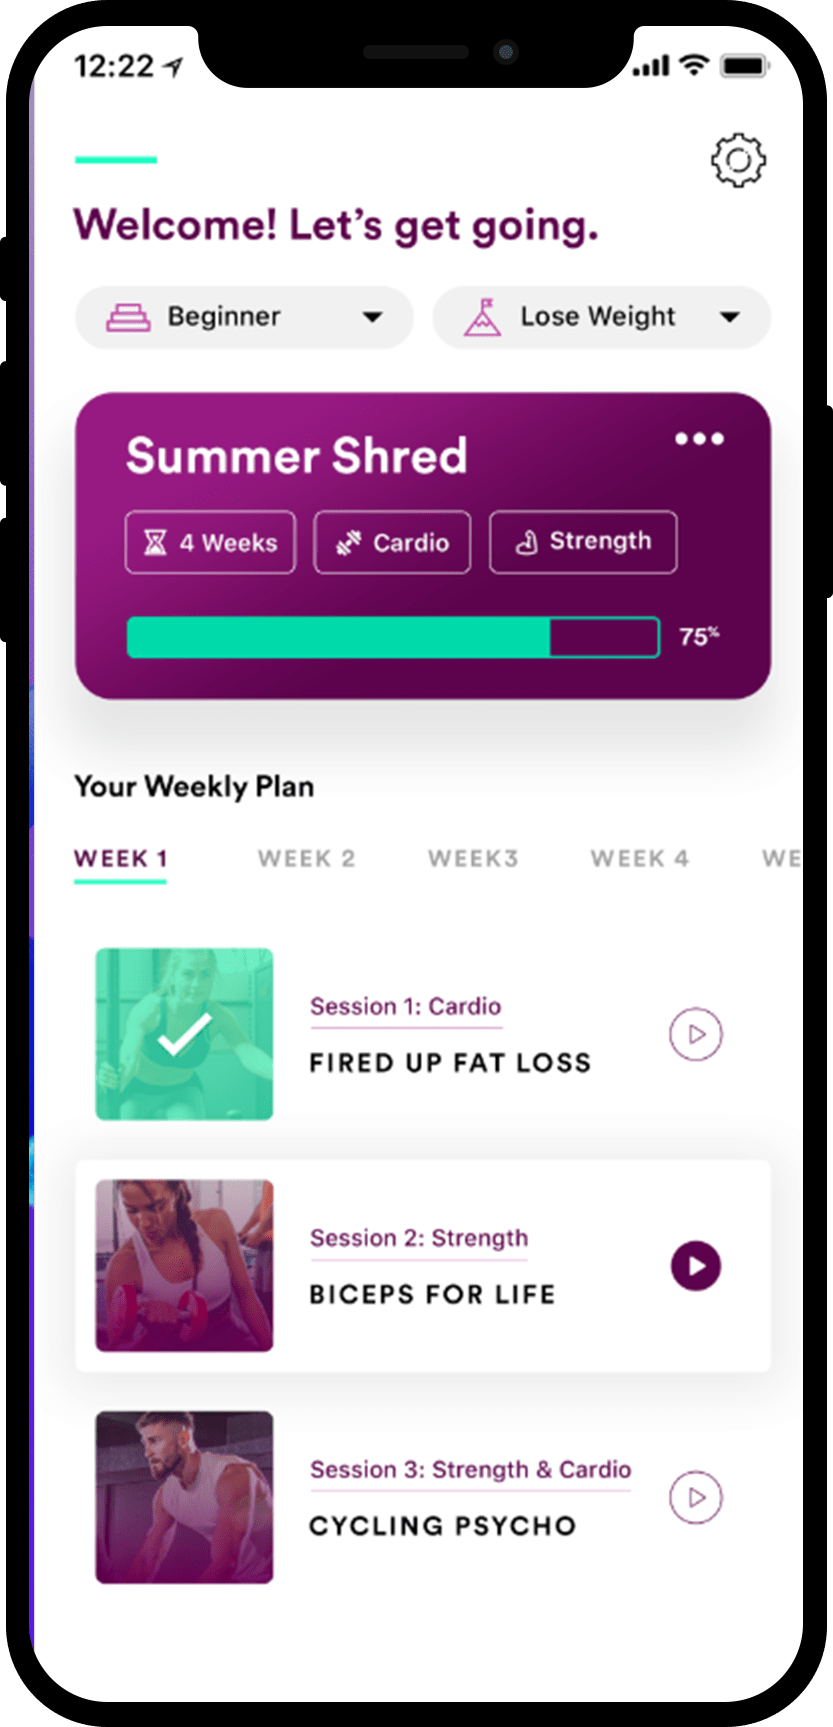 12:22
Welcome! Let's get going.
Beginner
Lose Weight
Summer Shred
4 Weeks
Cardio
Strength
75%
Your Weekly Plan
WEEK 1
WEEK 2
WEEK3
WEEK 4
WE
Session 1: Cardio
FIRED UP FAT LOSS
Session 2: Strength
BICEPS FOR LIFE
Session 3: Strength & Cardio
CYCLING PSYCHO